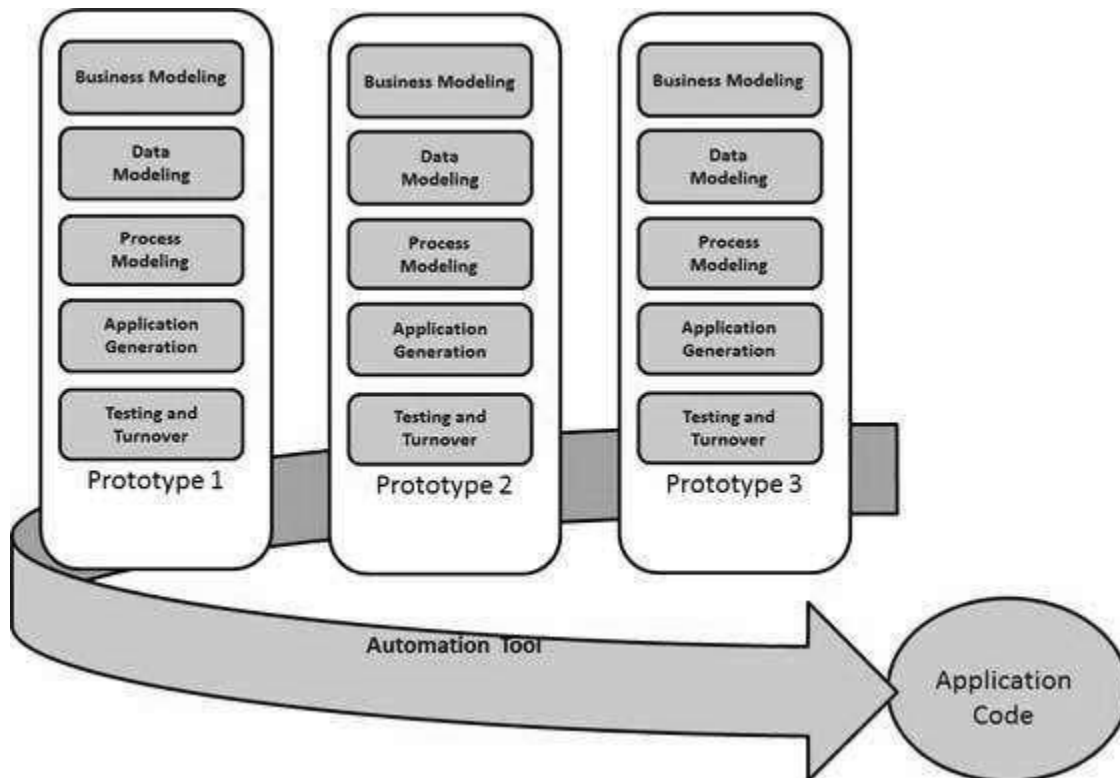 Business Modeling
Data
Modeling
Process
Modeling
Application
Generation
Testing and
Turnover
Prototype 1
Business Modeling
Data
Modeling
Process
Modeling
Application
Generation
Testing and
Turnover
Prototype 2
Business Modeling
Data
Modeling
Process
Modeling
Application
Generation
Testing and
Turnover
Prototype 3
Automation Tool
Application
Code